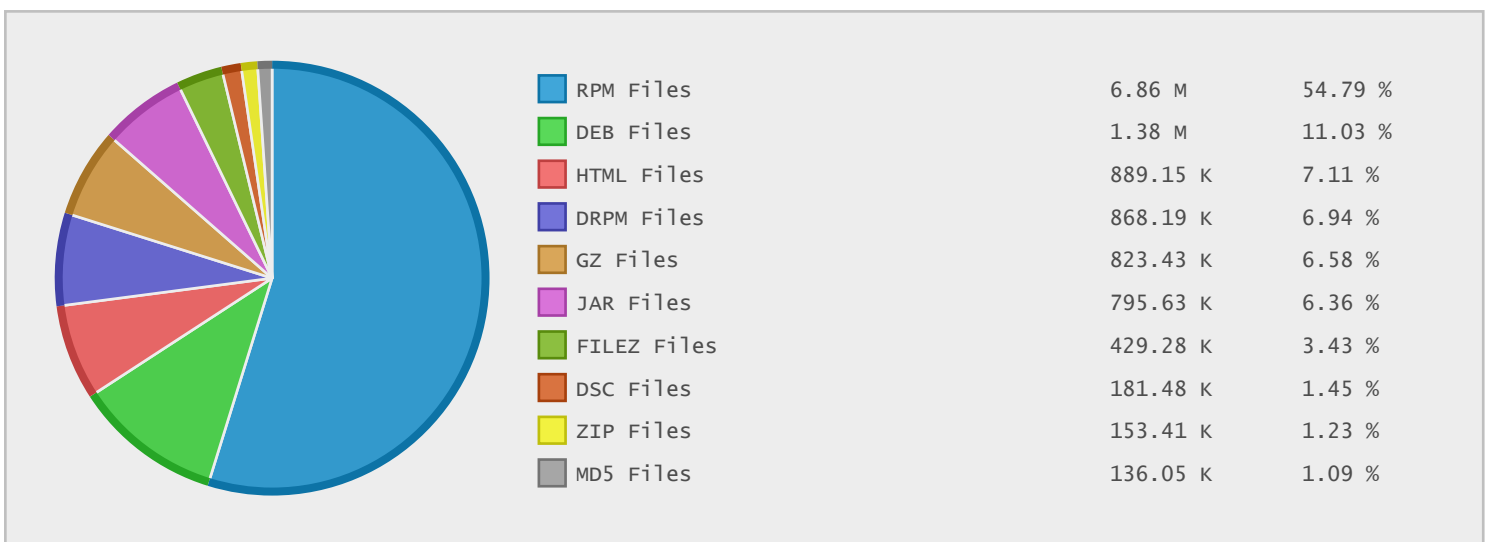 RPM Files 6.86 M 54.79 %
DEB Files 1.38 M 11.03 %
HTML Files 889.15 K 7.11 %
DRPM Files 868.19 K 6.94 %
GZ Files 823.43 K 6.58 %
JAR Files 795.63 K 6.36 %
FILEZ Files 429.28 K 3.43 %
DSC Files 181.48 K 1.45 %
ZIP Files 153.41 K 1.23 %
MD5 Files 136.05 K 1.09 %